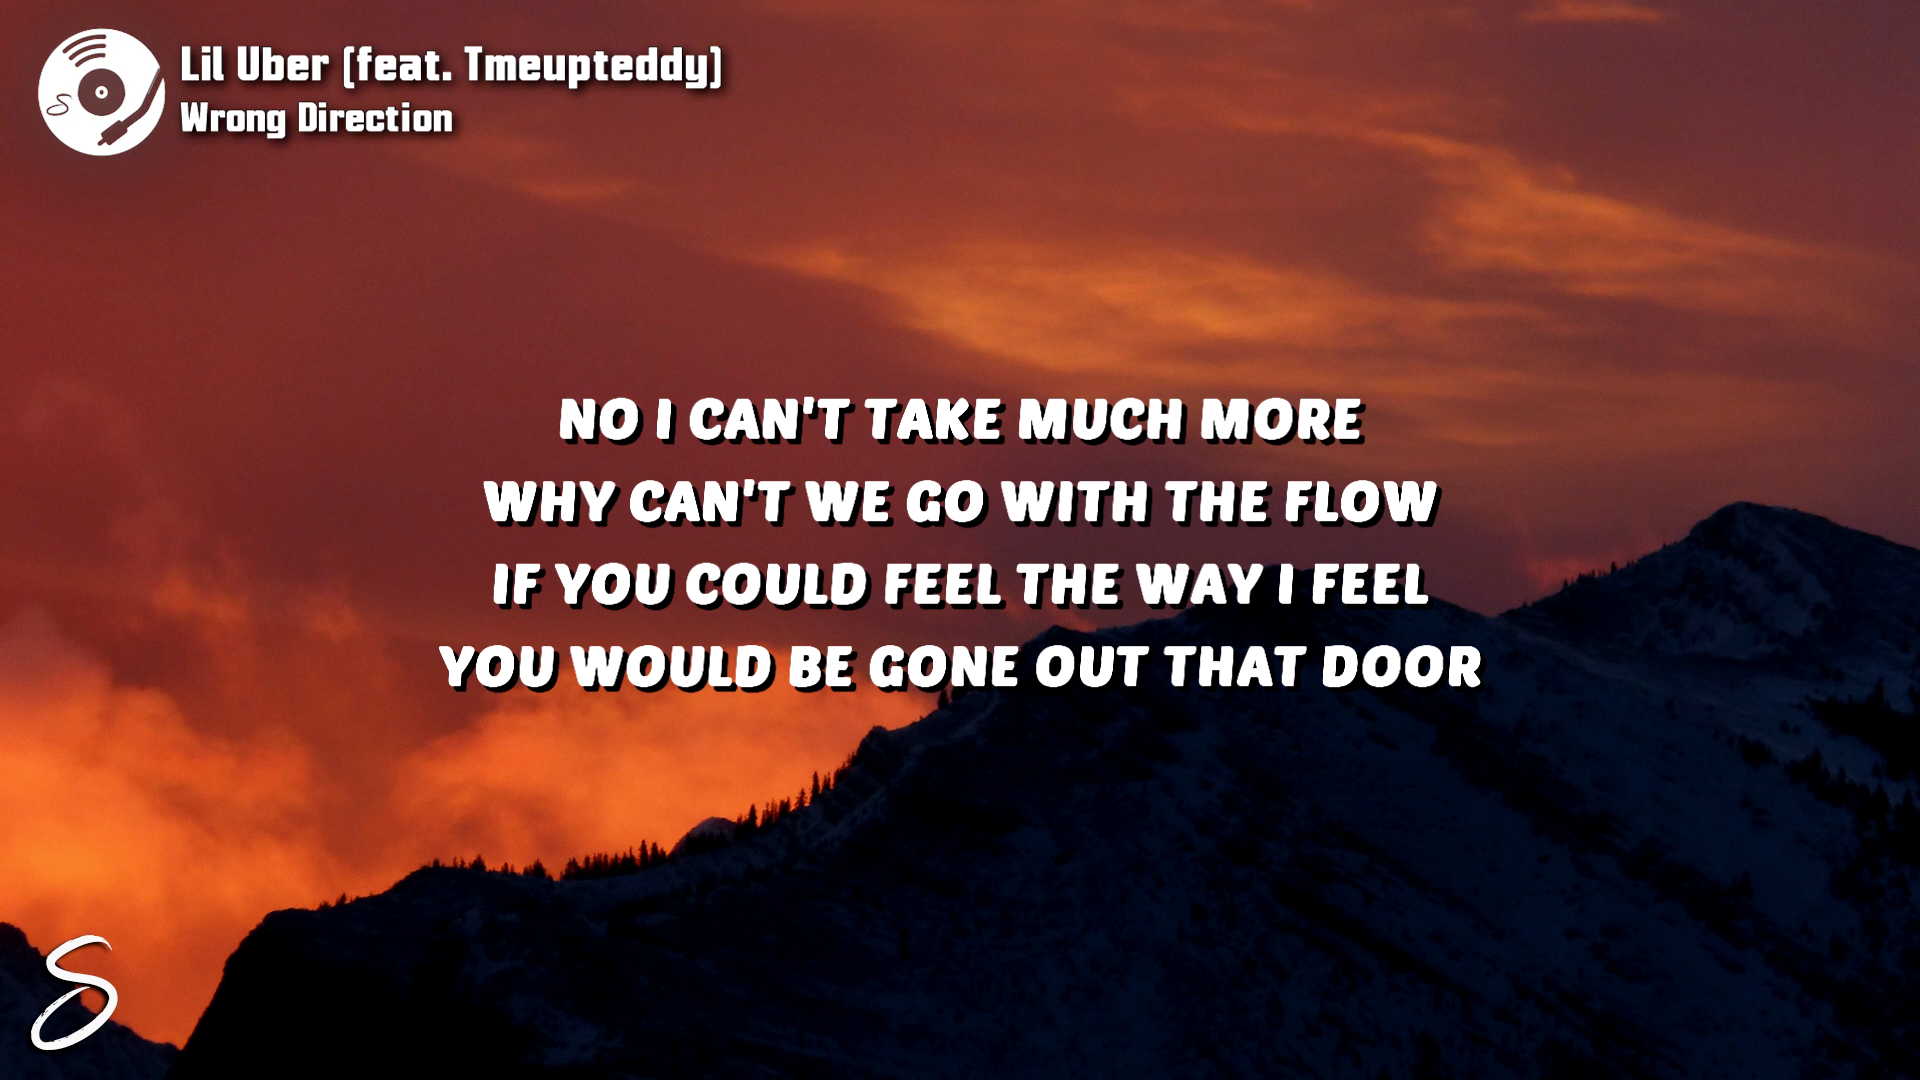 Lil Uber (feat. Tmeupteddy)
Wrong Direction
NO I CAN'T TAKE MUCH MORE
WHY CAN'T WE GO WITH THE FLOW
IF YOU COULD FEEL THE WAY I FEEL
YOU WOULD BE GONE OUT THAT DOOR
S